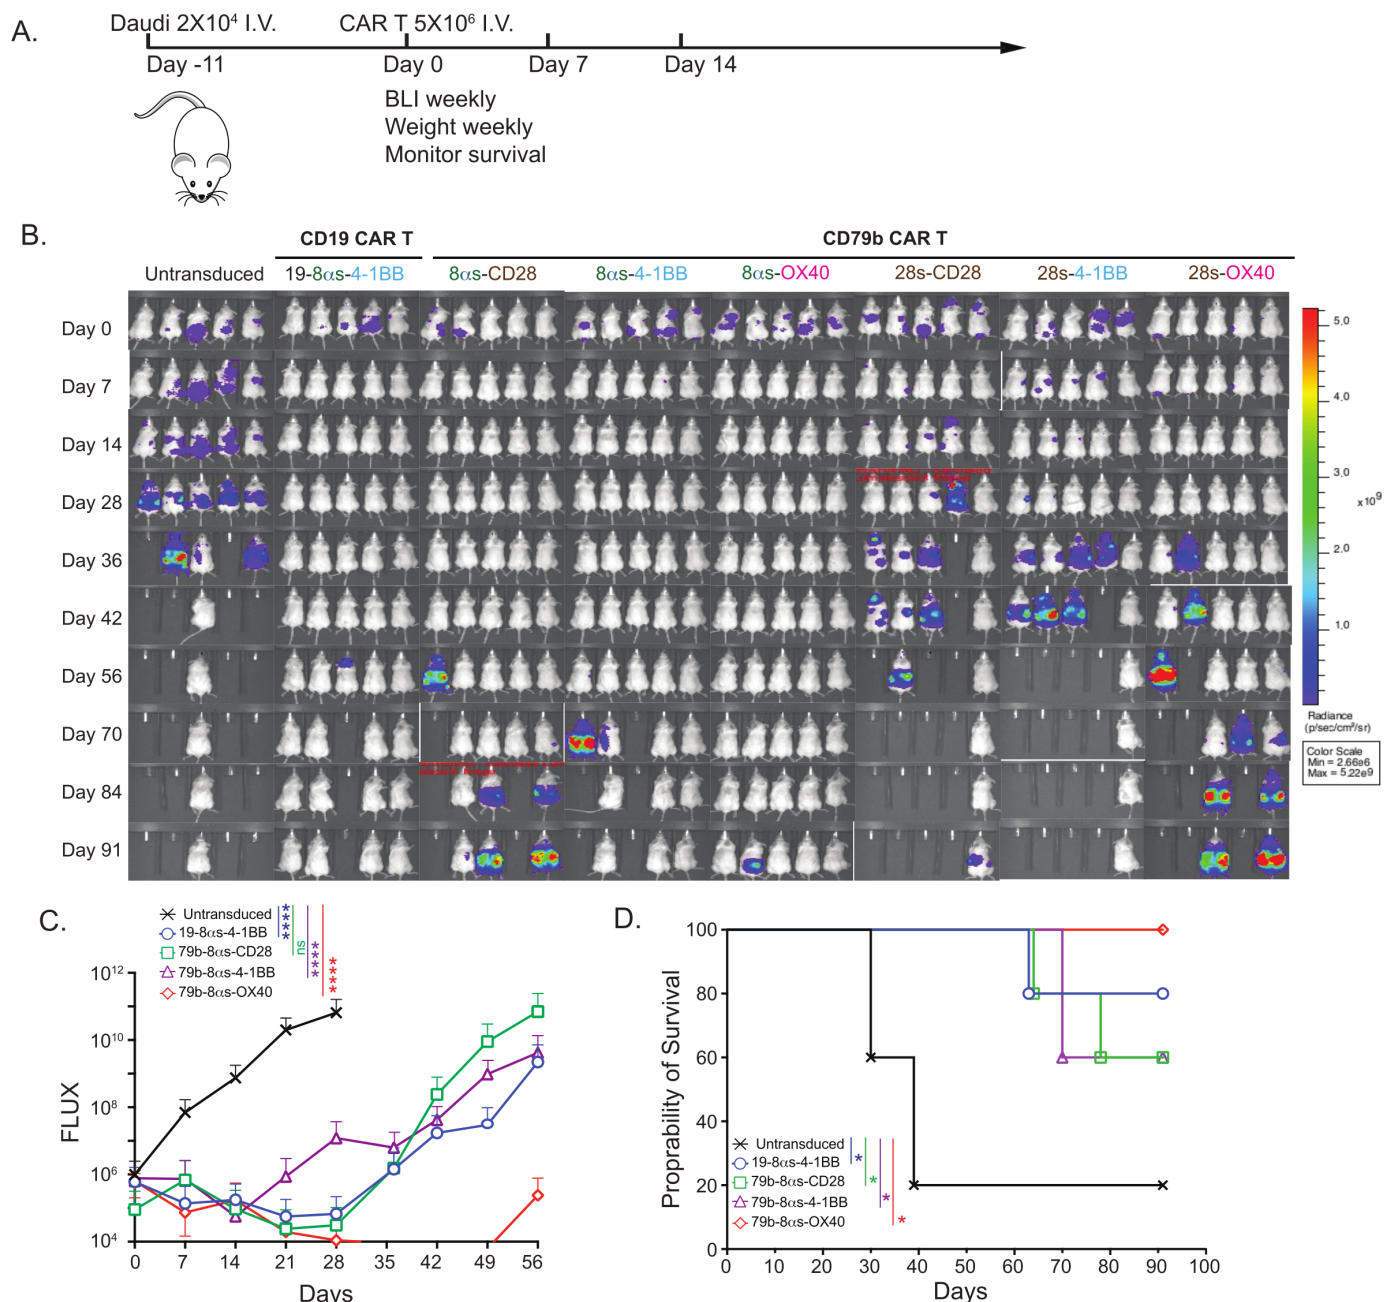 A.
Daudi 2X10⁴ I.V.
CAR T 5X10⁶ I.V.
Day -11
Day 0
Day 7
Day 14
BLI weekly
Weight weekly
Monitor survival
B.
CD19 CAR T
CD79b CAR T
Untransduced
19-8αs-4-1BB
8αs-CD28
8αs-4-1BB
8αs-OX40
28s-CD28
28s-4-1BB
28s-OX40
Day 0
Day 7
Day 14
Day 28
Day 36
Day 42
Day 56
Day 70
Day 84
Day 91
5.0
4.0
3.0
x10⁹
2.0
1.0
Radiance
(p/sec/cm²/sr)
Color Scale
Min = 2.66e6
Max = 5.22e9
C.
Untransduced
19-8αs-4-1BB
79b-8αs-CD28
79b-8αs-4-1BB
79b-8αs-OX40
****
ns
****
****
10¹²
10¹⁰
10⁸
10⁶
10⁴
FLUX
0 7 14 21 28 35 42 49 56
Days
D.
100
80
60
40
20
0
Proprability of Survival
Untransduced
19-8αs-4-1BB
79b-8αs-CD28
79b-8αs-4-1BB
79b-8αs-OX40
*
*
*
*
0 10 20 30 40 50 60 70 80 90 100
Days